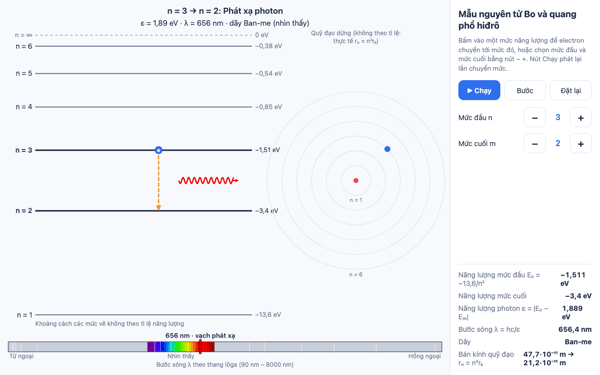 n = 3 → n = 2: Phát xạ photon
ε = 1,89 eV · λ = 656 nm · dãy Ban-me (nhìn thấy)
n = ∞
0 eV
n = 6
−0,38 eV
n = 5
−0,54 eV
n = 4
−0,85 eV
n = 3
−1,51 eV
n = 2
−3,4 eV
n = 1
−13,6 eV
Khoảng cách các mức vẽ không theo tỉ lệ năng lượng
Quỹ đạo dừng (không theo tỉ lệ:
thực tế rₙ = n²r₀)
n = 1
n = 6
656 nm · vạch phát xạ
Tử ngoại
Nhìn thấy
Hồng ngoại
Bước sóng λ theo thang lôga (90 nm – 8000 nm)
Mẫu nguyên tử Bo và quang
phổ hiđrô
Bấm vào một mức năng lượng để electron
chuyển tới mức đó, hoặc chọn mức đầu và
mức cuối bằng nút − +. Nút Chạy phát lại
lần chuyển mức.
▶ Chạy
Bước
Đặt lại
Mức đầu n
− 3 +
Mức cuối m
− 2 +
Năng lượng mức đầu Eₙ =
−13,6/n²
−1,511
eV
Năng lượng mức cuối
−3,4 eV
Năng lượng photon ε = |Eₙ −
Eₘ|
1,889
eV
Bước sóng λ = hc/ε
656,4 nm
Dãy
Ban-me
Bán kính quỹ đạo
rₙ = n²r₀
47,7·10⁻¹¹ m →
21,2·10⁻¹¹ m